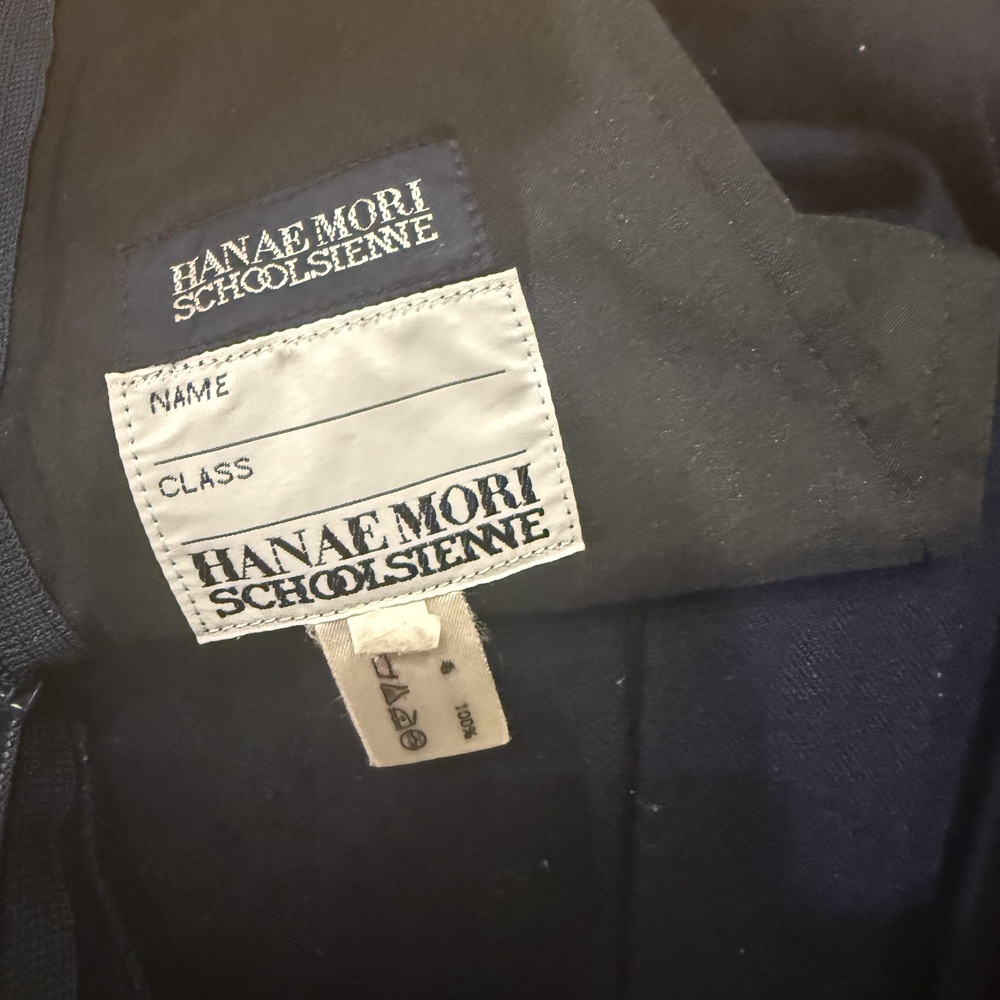 HANAE MORI
SCHOOLSIENNE
NAME
CLASS
HANAE MORI
SCHOOLSIENNE
100%